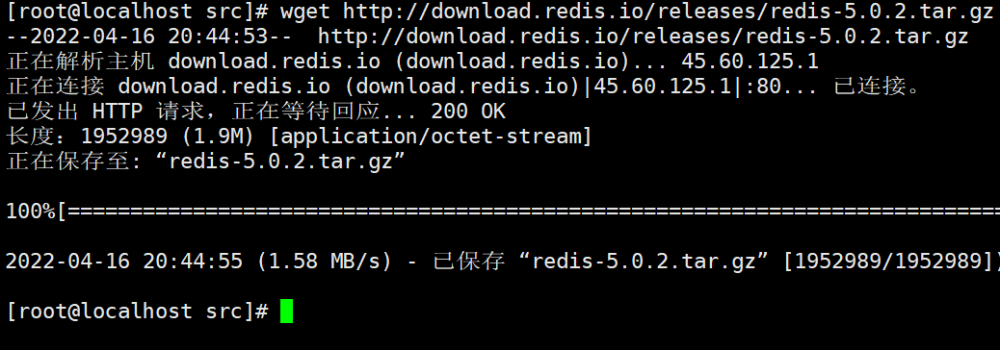 [root@localhost src]# wget http://download.redis.io/releases/redis-5.0.2.tar.gz
--2022-04-16 20:44:53--  http://download.redis.io/releases/redis-5.0.2.tar.gz
正在解析主机 download.redis.io (download.redis.io)... 45.60.125.1
正在连接 download.redis.io (download.redis.io)|45.60.125.1|:80... 已连接。
已发出 HTTP 请求，正在等待回应... 200 OK
长度：1952989 (1.9M) [application/octet-stream]
正在保存至: “redis-5.0.2.tar.gz”
100%[===========================================================================
2022-04-16 20:44:55 (1.58 MB/s) - 已保存 “redis-5.0.2.tar.gz” [1952989/1952989])
[root@localhost src]#